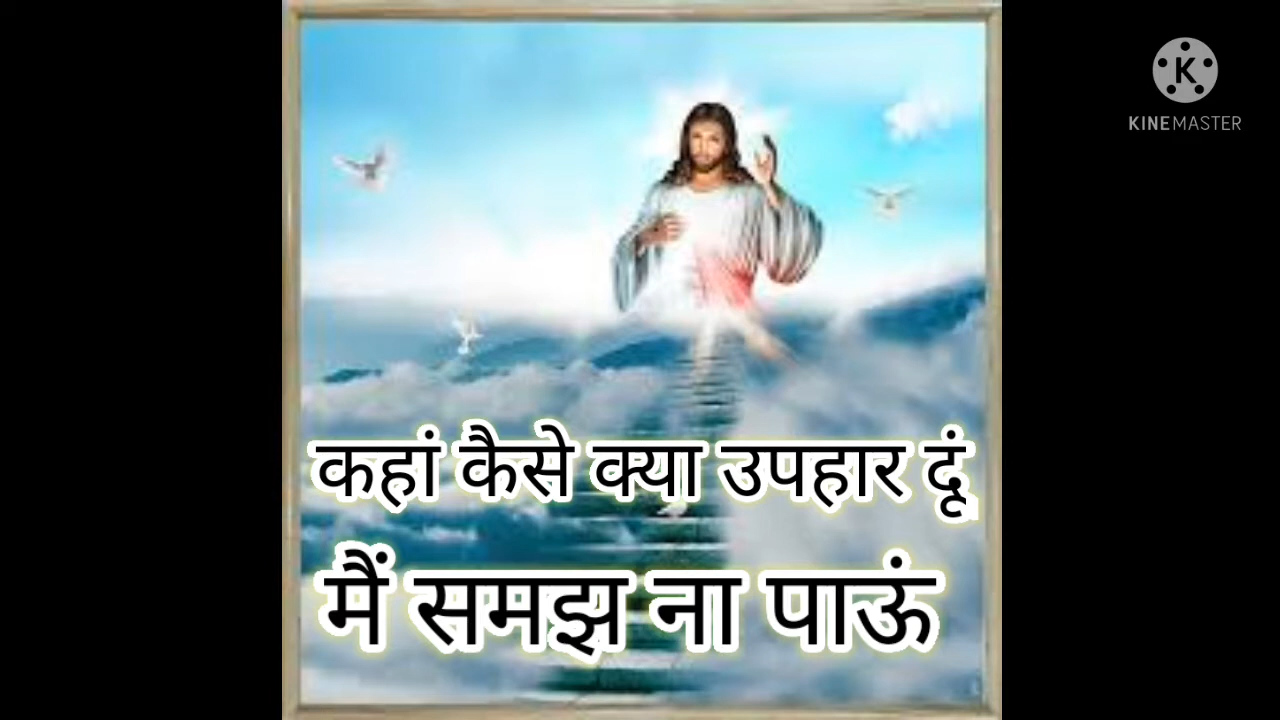 KINEMASTER
कहां कैसे क्या उपहार दूं
मैं समझ ना पाऊं